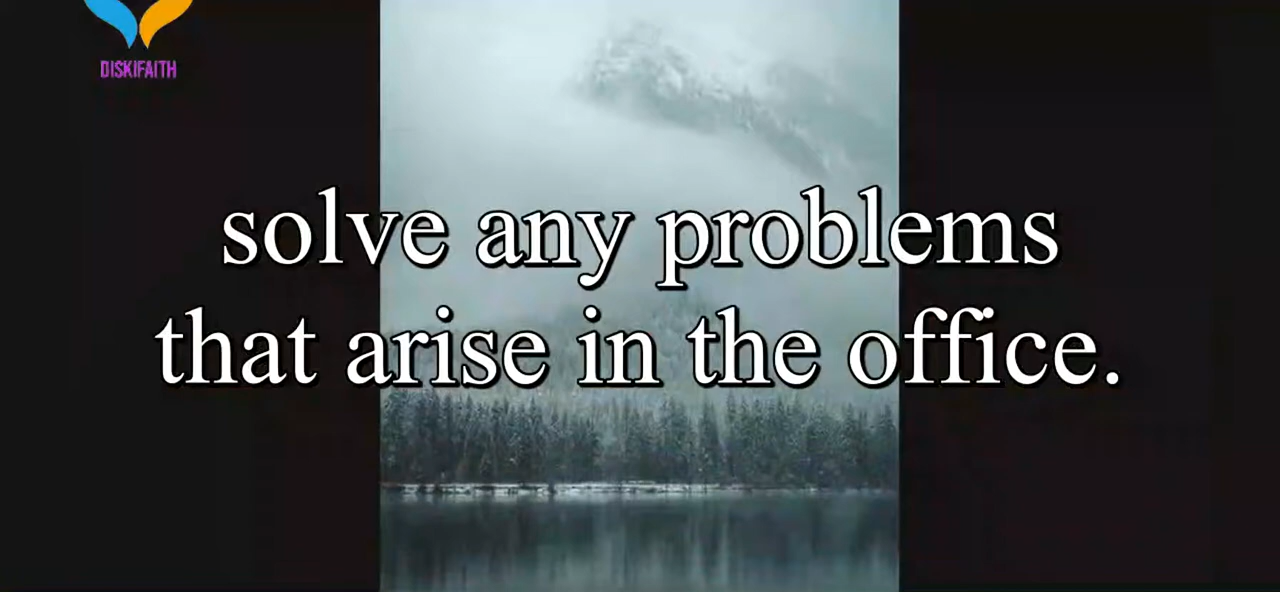 DISKIFAITH
solve any problems
that arise in the office.